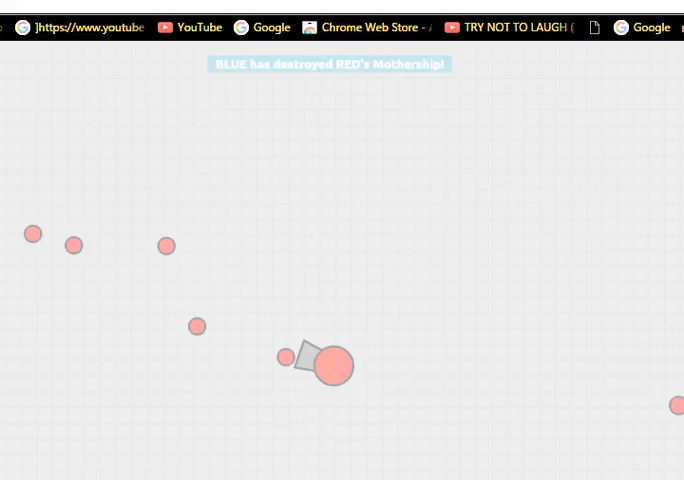 ]https://www.youtube YouTube Google Chrome Web Store - TRY NOT TO LAUGH ( Google
BLUE has destroyed RED's Mothership!